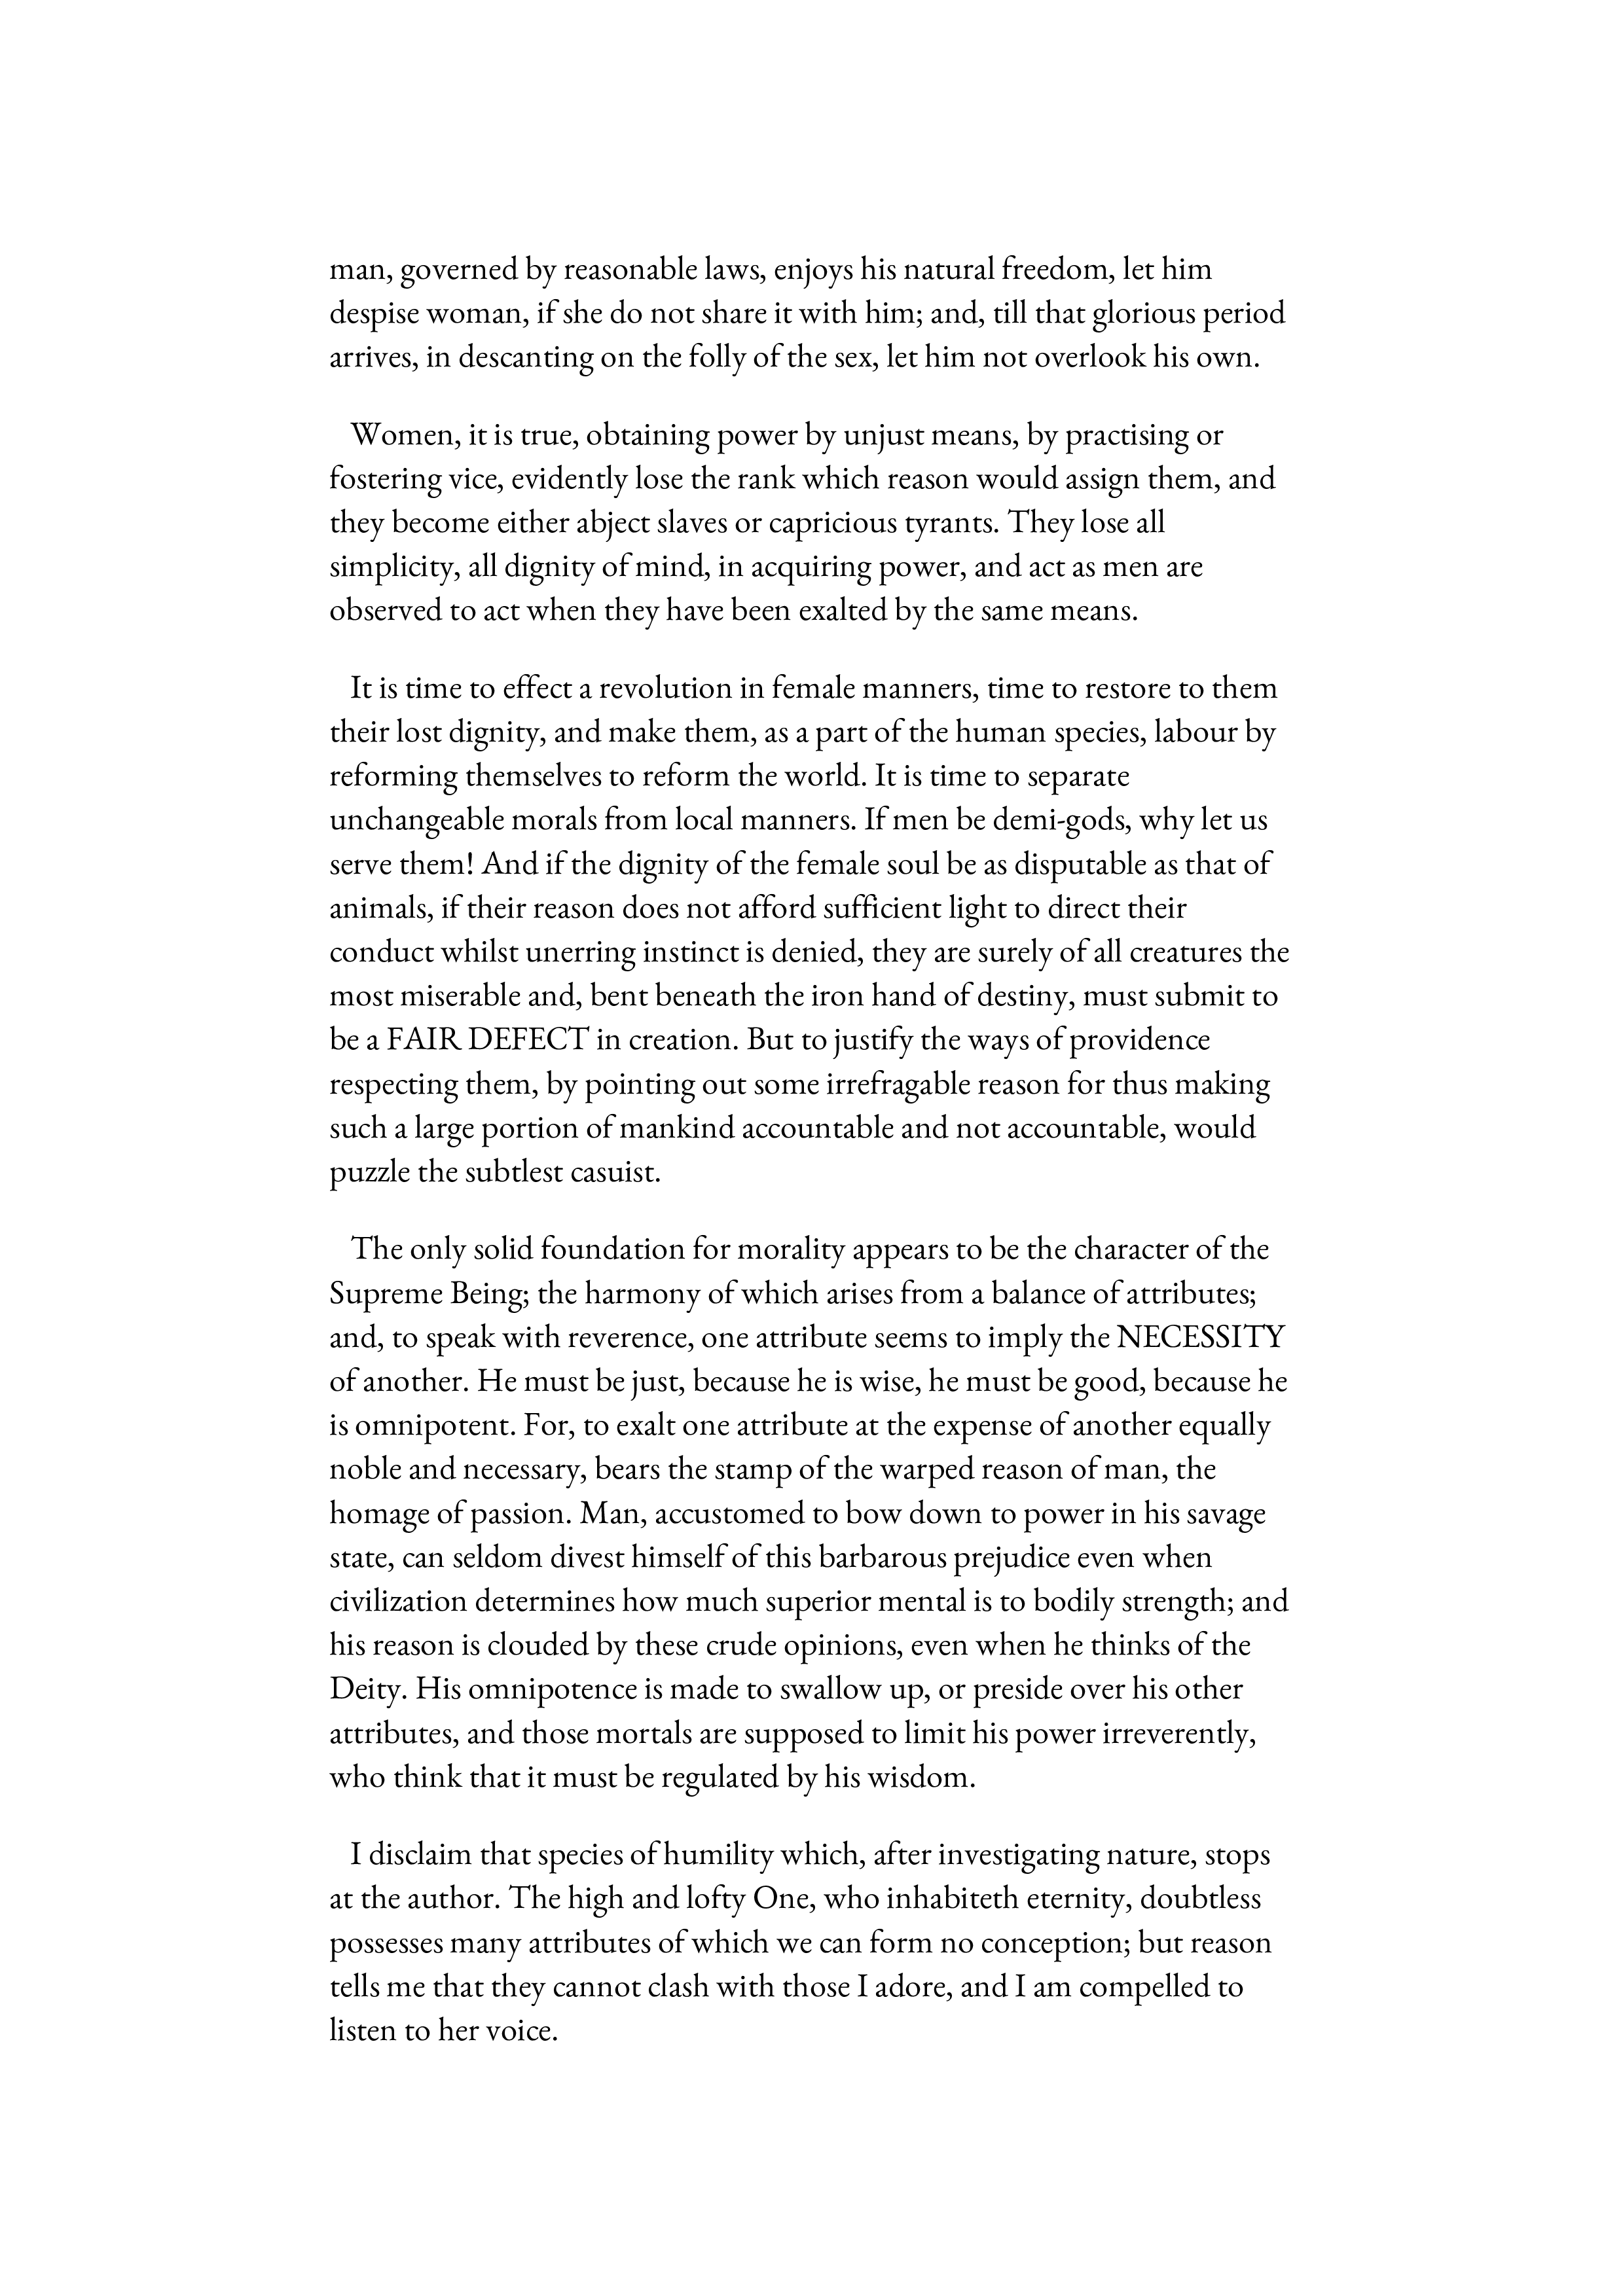 man, governed by reasonable laws, enjoys his natural freedom, let him
despise woman, if she do not share it with him; and, till that glorious period
arrives, in descanting on the folly of the sex, let him not overlook his own.
Women, it is true, obtaining power by unjust means, by practising or
fostering vice, evidently lose the rank which reason would assign them, and
they become either abject slaves or capricious tyrants. They lose all
simplicity, all dignity of mind, in acquiring power, and act as men are
observed to act when they have been exalted by the same means.
It is time to effect a revolution in female manners, time to restore to them
their lost dignity, and make them, as a part of the human species, labour by
reforming themselves to reform the world. It is time to separate
unchangeable morals from local manners. If men be demi-gods, why let us
serve them! And if the dignity of the female soul be as disputable as that of
animals, if their reason does not afford sufficient light to direct their
conduct whilst unerring instinct is denied, they are surely of all creatures the
most miserable and, bent beneath the iron hand of destiny, must submit to
be a FAIR DEFECT in creation. But to justify the ways of providence
respecting them, by pointing out some irrefragable reason for thus making
such a large portion of mankind accountable and not accountable, would
puzzle the subtlest casuist.
The only solid foundation for morality appears to be the character of the
Supreme Being; the harmony of which arises from a balance of attributes;
and, to speak with reverence, one attribute seems to imply the NECESSITY
of another. He must be just, because he is wise, he must be good, because he
is omnipotent. For, to exalt one attribute at the expense of another equally
noble and necessary, bears the stamp of the warped reason of man, the
homage of passion. Man, accustomed to bow down to power in his savage
state, can seldom divest himself of this barbarous prejudice even when
civilization determines how much superior mental is to bodily strength; and
his reason is clouded by these crude opinions, even when he thinks of the
Deity. His omnipotence is made to swallow up, or preside over his other
attributes, and those mortals are supposed to limit his power irreverently,
who think that it must be regulated by his wisdom.
I disclaim that species of humility which, after investigating nature, stops
at the author. The high and lofty One, who inhabiteth eternity, doubtless
possesses many attributes of which we can form no conception; but reason
tells me that they cannot clash with those I adore, and I am compelled to
listen to her voice.